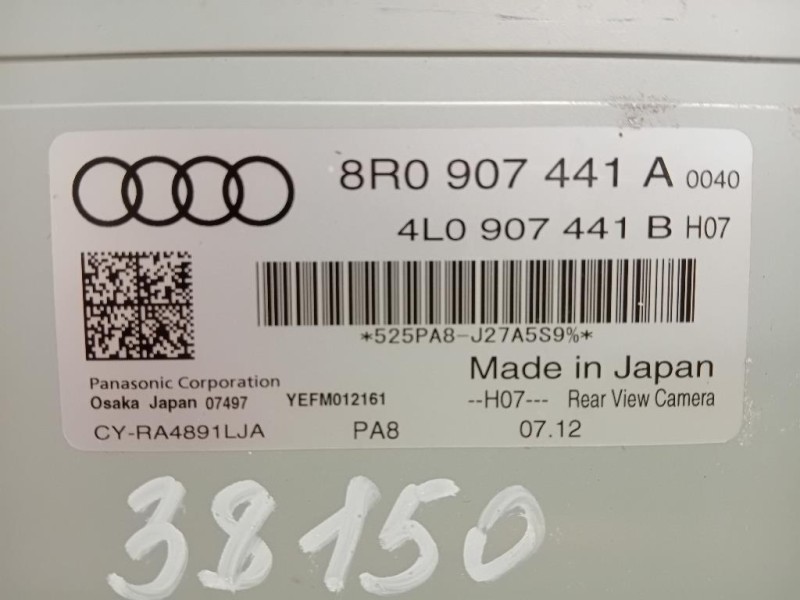 8R0 907 441 A 0040
4L0 907 441 B H07
*525PA8-J27A5S9%*
Made in Japan
Panasonic Corporation
Osaka Japan 07497 YEFM012161 --H07--- Rear View Camera
CY-RA4891LJA PA8 07.12
38150